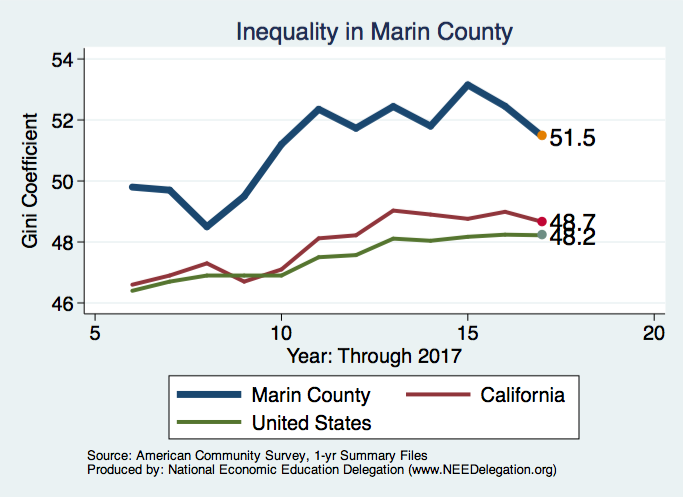 Inequality in Marin County
54
52
50
48
46
Gini Coefficient
51.5
48.7
48.2
5 10 15 20
Year: Through 2017
Marin County California
United States
Source: American Community Survey, 1-yr Summary Files
Produced by: National Economic Education Delegation (www.NEEDelegation.org)